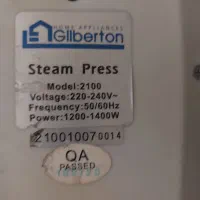 HOME APPLIANCES
Gilberton
Steam Press
Model:2100
Voltage:220-240V~
Frequency:50/60Hz
Power:1200-1400W
210010070014
QA
PASSED